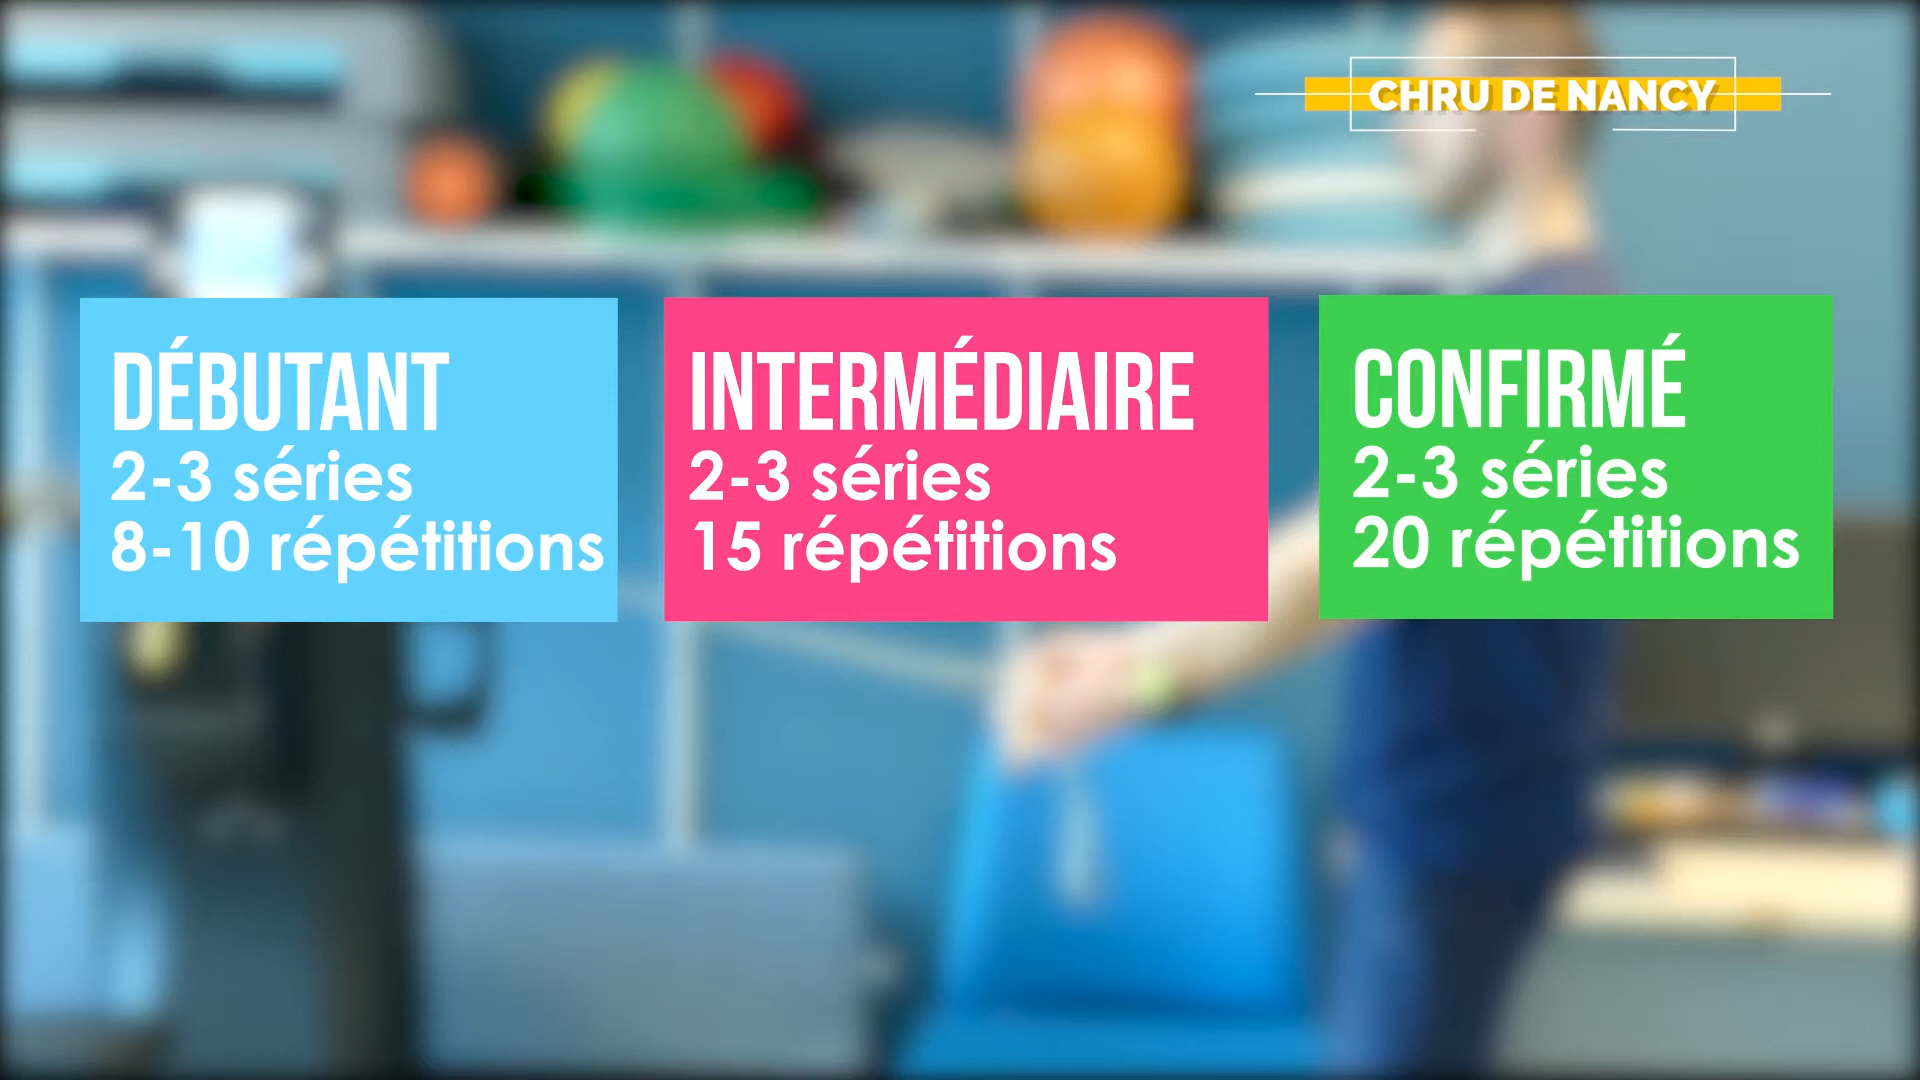 CHRU DE NANCY
DÉBUTANT
2-3 séries
8-10 répétitions
INTERMÉDIAIRE
2-3 séries
15 répétitions
CONFIRMÉ
2-3 séries
20 répétitions